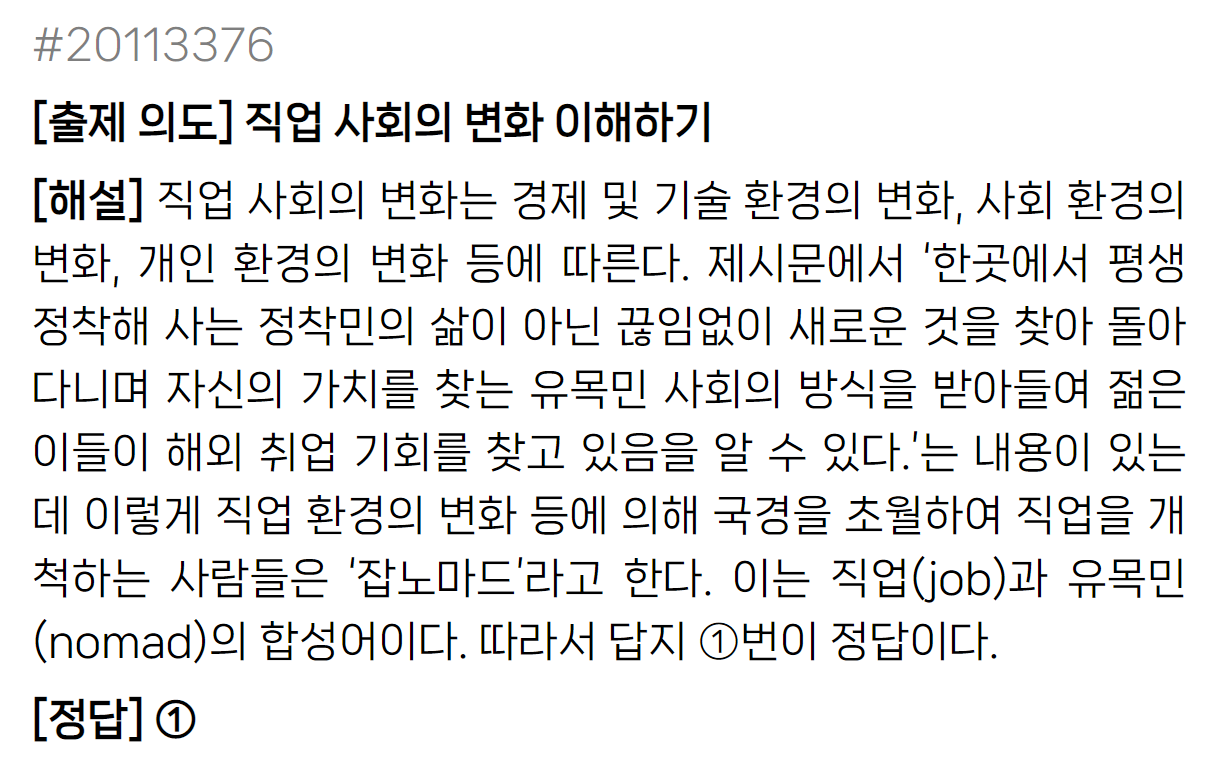 #20113376
[출제 의도] 직업 사회의 변화 이해하기
[해설] 직업 사회의 변화는 경제 및 기술 환경의 변화, 사회 환경의
변화, 개인 환경의 변화 등에 따른다. 제시문에서 '한곳에서 평생
정착해 사는 정착민의 삶이 아닌 끊임없이 새로운 것을 찾아 돌아
다니며 자신의 가치를 찾는 유목민 사회의 방식을 받아들여 젊은
이들이 해외 취업 기회를 찾고 있음을 알 수 있다.'는 내용이 있는
데 이렇게 직업 환경의 변화 등에 의해 국경을 초월하여 직업을 개
척하는 사람들은 '잡노마드'라고 한다. 이는 직업(job)과 유목민
(nomad)의 합성어이다. 따라서 답지 ①번이 정답이다.
[정답] ①